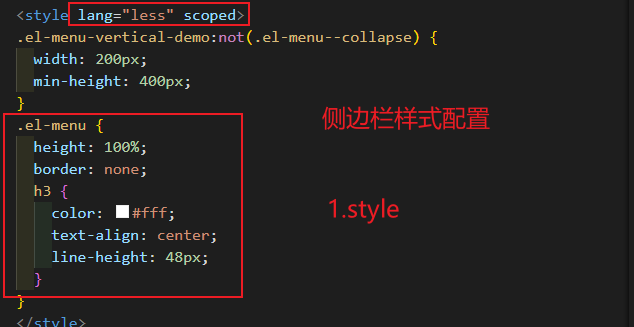 <style lang="less" scoped>
.el-menu-vertical-demo:not(.el-menu--collapse) {
width: 200px;
min-height: 400px;
}
.el-menu {
height: 100%;
border: none;
h3 {
color: #fff;
text-align: center;
line-height: 48px;
}
}
</style>
侧边栏样式配置
1.style